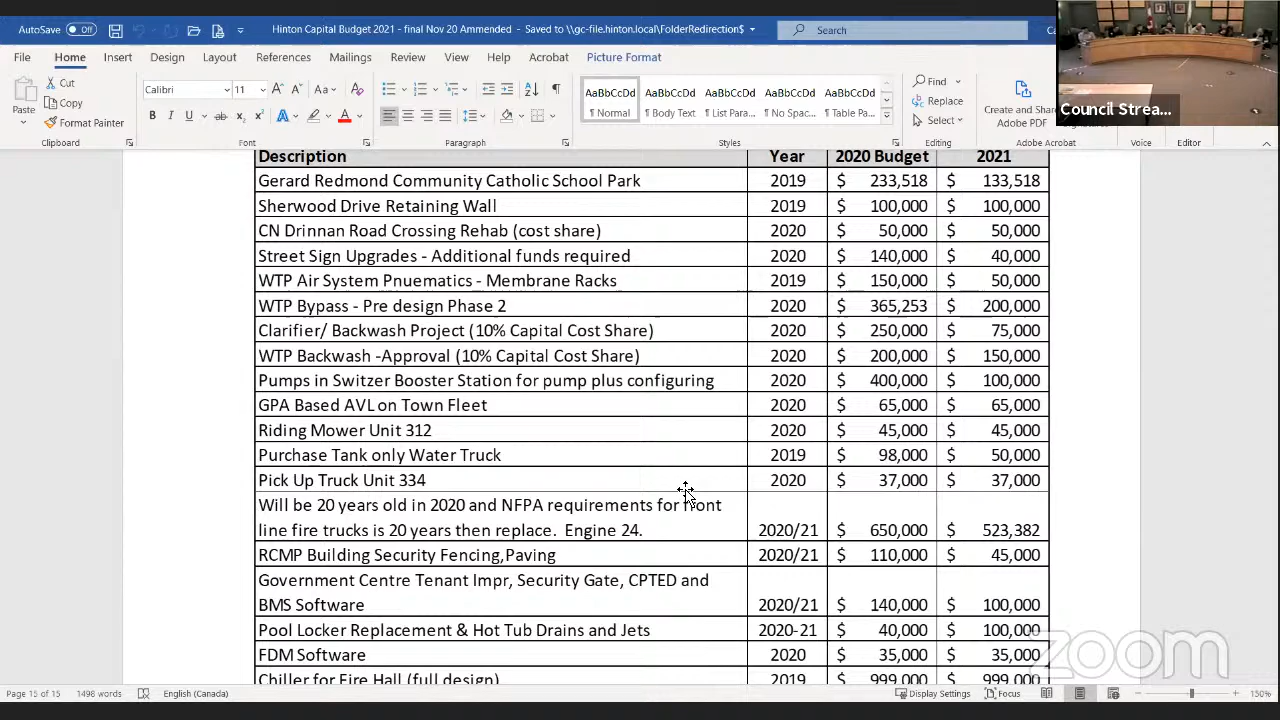 AutoSave Off Hinton Capital Budget 2021 - final Nov 20 Ammended - Saved to \\gc-file.hinton.local\FolderRedirection$ Search
File Home Insert Design Layout References Mailings Review View Help Acrobat Picture Format
Paste
Cut
Copy
Format Painter
Clipboard
Calibri 11
Font
Paragraph
AaBbCcDd AaBbCcDd AaBbCcDd AaBbCcDd AaBbCcDd
¶ Normal ¶ Body Text ¶ List Para... ¶ No Spac... ¶ Table Pa...
Styles
Find
Replace
Select
Editing
Create and Share
Adobe PDF
Adobe Acrobat
Voice
Editor
Council Strea...
Description Year 2020 Budget 2021
Gerard Redmond Community Catholic School Park 2019 $ 233,518 $ 133,518
Sherwood Drive Retaining Wall 2019 $ 100,000 $ 100,000
CN Drinnan Road Crossing Rehab (cost share) 2020 $ 50,000 $ 50,000
Street Sign Upgrades - Additional funds required 2020 $ 140,000 $ 40,000
WTP Air System Pnuematics - Membrane Racks 2019 $ 150,000 $ 50,000
WTP Bypass - Pre design Phase 2 2020 $ 365,253 $ 200,000
Clarifier/ Backwash Project (10% Capital Cost Share) 2020 $ 250,000 $ 75,000
WTP Backwash -Approval (10% Capital Cost Share) 2020 $ 200,000 $ 150,000
Pumps in Switzer Booster Station for pump plus configuring 2020 $ 400,000 $ 100,000
GPA Based AVL on Town Fleet 2020 $ 65,000 $ 65,000
Riding Mower Unit 312 2020 $ 45,000 $ 45,000
Purchase Tank only Water Truck 2019 $ 98,000 $ 50,000
Pick Up Truck Unit 334 2020 $ 37,000 $ 37,000
Will be 20 years old in 2020 and NFPA requirements for front
line fire trucks is 20 years then replace. Engine 24. 2020/21 $ 650,000 $ 523,382
RCMP Building Security Fencing,Paving 2020/21 $ 110,000 $ 45,000
Government Centre Tenant Impr, Security Gate, CPTED and
BMS Software 2020/21 $ 140,000 $ 100,000
Pool Locker Replacement & Hot Tub Drains and Jets 2020-21 $ 40,000 $ 100,000
FDM Software 2020 $ 35,000 $ 35,000
Chiller for Fire Hall (full design) 2019 $ 999,000 $ 999,000
zoom
Page 15 of 15 1498 words English (Canada) Display Settings Focus 150%